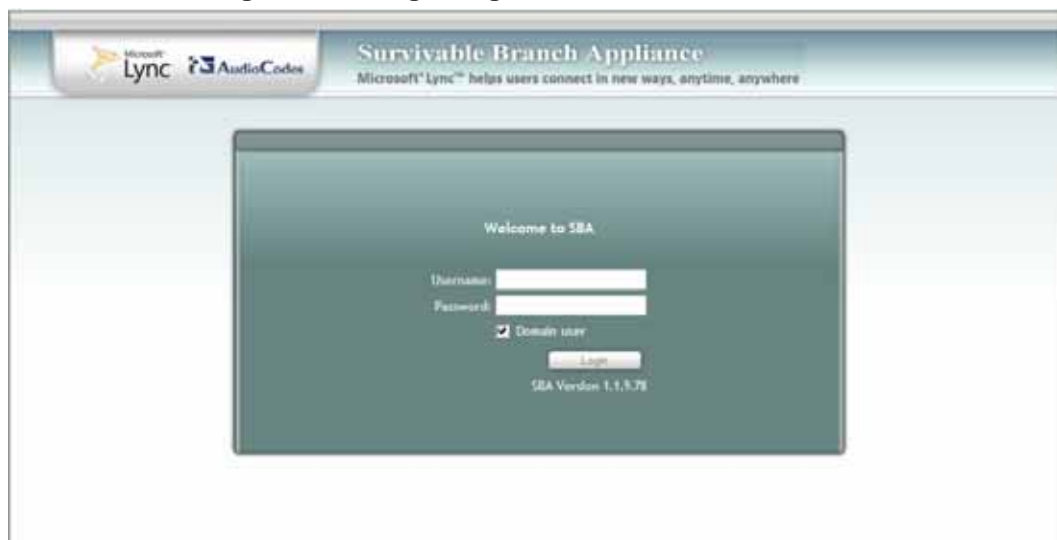 Microsoft
Lync AudioCodes
Survivable Branch Appliance
Microsoft® Lync™ helps users connect in new ways, anytime, anywhere
Welcome to SBA
Username:
Password:
Domain user
Login
SBA Version 1.1.9.78